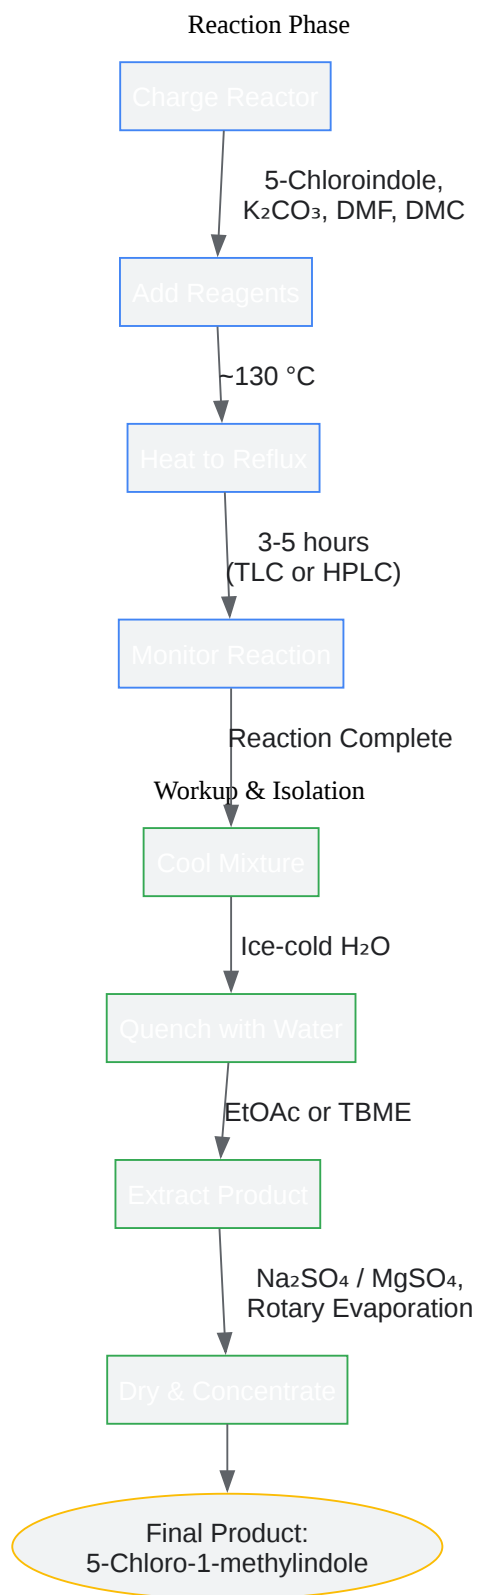 Reaction Phase
Charge Reactor
5-Chloroindole,
K₂CO₃, DMF, DMC
Add Reagents
~130 °C
Heat to Reflux
3-5 hours
(TLC or HPLC)
Monitor Reaction
Reaction Complete
Workup & Isolation
Cool Mixture
Ice-cold H₂O
Quench with Water
EtOAc or TBME
Extract Product
Na₂SO₄ / MgSO₄,
Rotary Evaporation
Dry & Concentrate
Final Product:
5-Chloro-1-methylindole